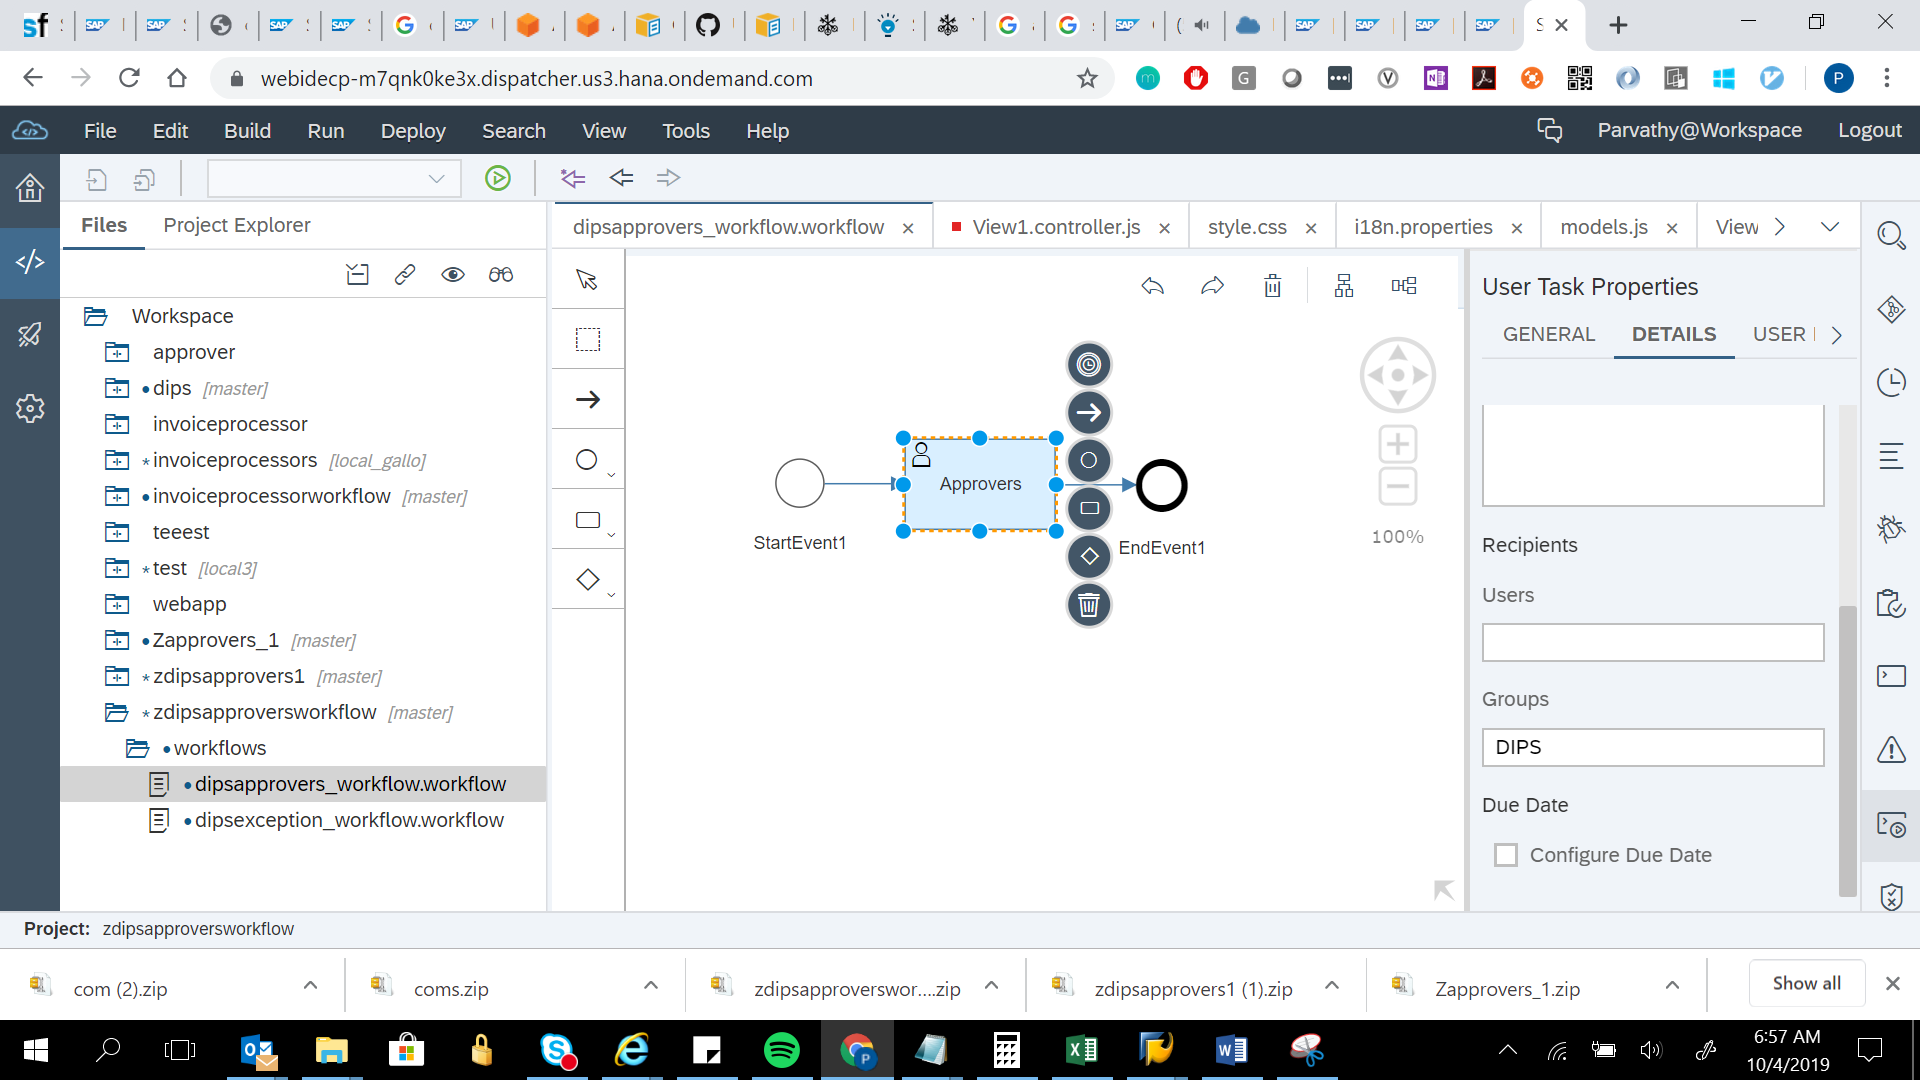 webidecp-m7qnk0ke3x.dispatcher.us3.hana.ondemand.com
File Edit Build Run Deploy Search View Tools Help
Parvathy@Workspace Logout
Files Project Explorer
dipsapprovers_workflow.workflow
View1.controller.js
style.css
i18n.properties
models.js
View
Workspace
approver
dips [master]
invoiceprocessor
*invoiceprocessors [local_gallo]
invoiceprocessorworkflow [master]
teeest
*test [local3]
webapp
Zapprovers_1 [master]
*zdipsapprovers1 [master]
*zdipsapproversworkflow [master]
workflows
dipsapprovers_workflow.workflow
dipsexception_workflow.workflow
StartEvent1
Approvers
EndEvent1
100%
User Task Properties
GENERAL DETAILS USER
Recipients
Users
Groups
DIPS
Due Date
Configure Due Date
Project: zdipsapproversworkflow
com (2).zip
coms.zip
zdipsapproverswor....zip
zdipsapprovers1 (1).zip
Zapprovers_1.zip
Show all
6:57 AM
10/4/2019